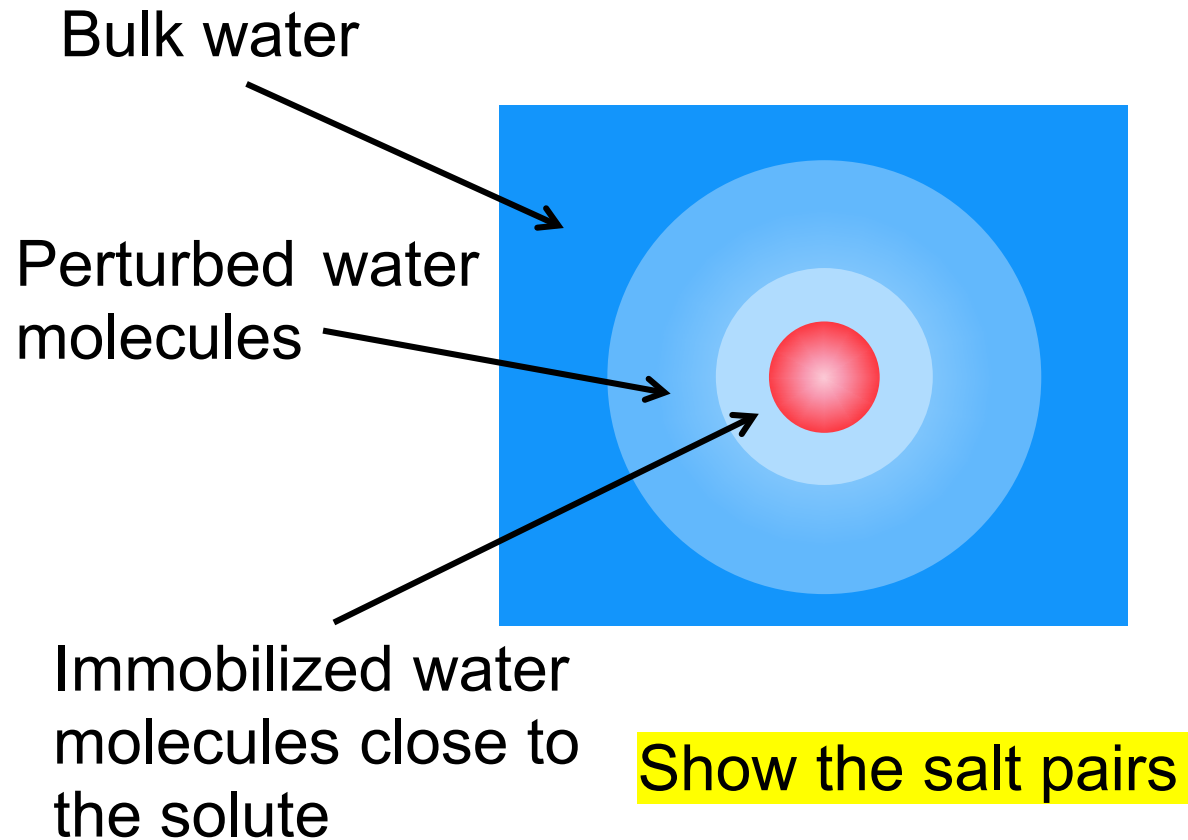 Bulk water
Perturbed water
molecules
Immobilized water
molecules close to
the solute
Show the salt pairs